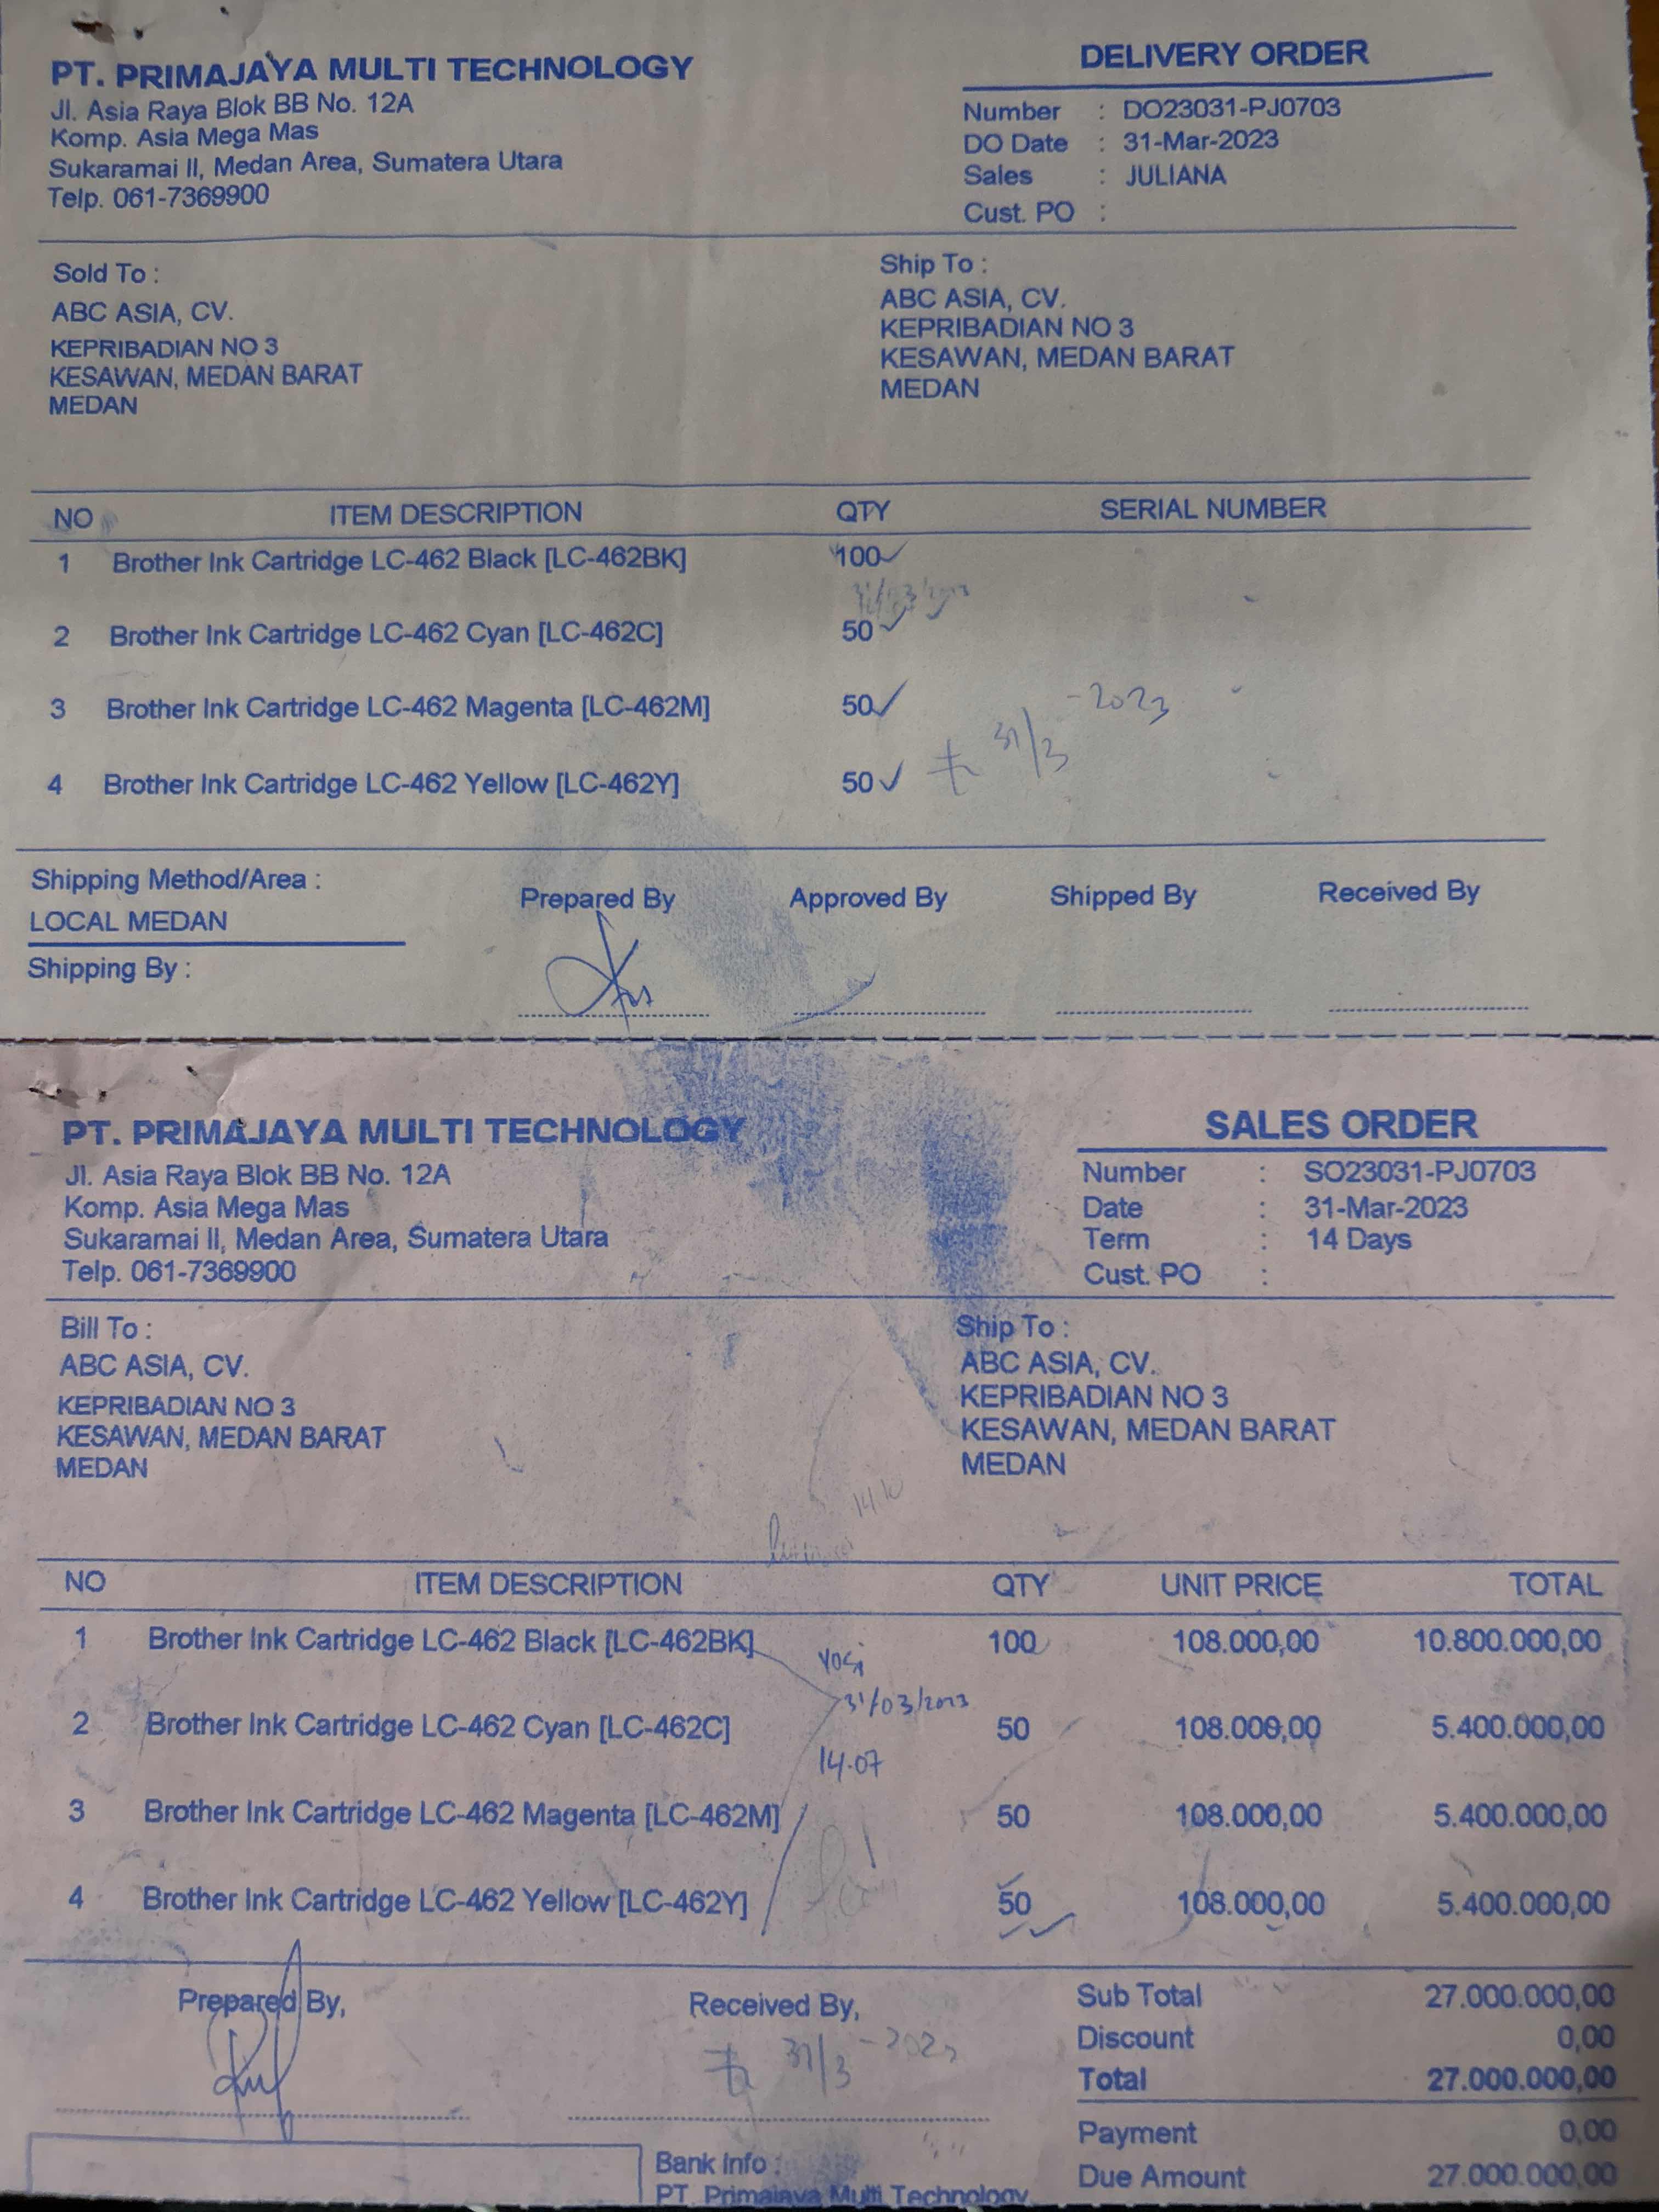 PT. PRIMAJAYA MULTI TECHNOLOGY
Jl. Asia Raya Blok BB No. 12A
Komp. Asia Mega Mas
Sukaramai II, Medan Area, Sumatera Utara
Telp. 061-7369900
DELIVERY ORDER
Number : DO23031-PJ0703
DO Date : 31-Mar-2023
Sales : JULIANA
Cust. PO :
Sold To :
ABC ASIA, CV.
KEPRIBADIAN NO 3
KESAWAN, MEDAN BARAT
MEDAN
Ship To :
ABC ASIA, CV.
KEPRIBADIAN NO 3
KESAWAN, MEDAN BARAT
MEDAN
NO ITEM DESCRIPTION QTY SERIAL NUMBER
1 Brother Ink Cartridge LC-462 Black [LC-462BK] 100
31/03/2023
2 Brother Ink Cartridge LC-462 Cyan [LC-462C] 50
3 Brother Ink Cartridge LC-462 Magenta [LC-462M] 50
31/3 -2023
4 Brother Ink Cartridge LC-462 Yellow [LC-462Y] 50
Shipping Method/Area :
LOCAL MEDAN
Shipping By :
Prepared By Approved By Shipped By Received By
PT. PRIMAJAYA MULTI TECHNOLOGY
Jl. Asia Raya Blok BB No. 12A
Komp. Asia Mega Mas
Sukaramai II, Medan Area, Sumatera Utara
Telp. 061-7369900
SALES ORDER
Number : SO23031-PJ0703
Date : 31-Mar-2023
Term : 14 Days
Cust. PO :
Bill To :
ABC ASIA, CV.
KEPRIBADIAN NO 3
KESAWAN, MEDAN BARAT
MEDAN
Ship To :
ABC ASIA, CV.
KEPRIBADIAN NO 3
KESAWAN, MEDAN BARAT
MEDAN
NO ITEM DESCRIPTION QTY UNIT PRICE TOTAL
1 Brother Ink Cartridge LC-462 Black [LC-462BK] 100 108.000,00 10.800.000,00
Yosi
31/03/2023
2 Brother Ink Cartridge LC-462 Cyan [LC-462C] 50 108.000,00 5.400.000,00
14.07
3 Brother Ink Cartridge LC-462 Magenta [LC-462M] 50 108.000,00 5.400.000,00
4 Brother Ink Cartridge LC-462 Yellow [LC-462Y] 50 108.000,00 5.400.000,00
Prepared By,
Received By,
31/3 -2023
Sub Total 27.000.000,00
Discount 0,00
Total 27.000.000,00
Payment 0,00
Due Amount 27.000.000,00
Bank Info :
PT. Primajaya Multi Technology